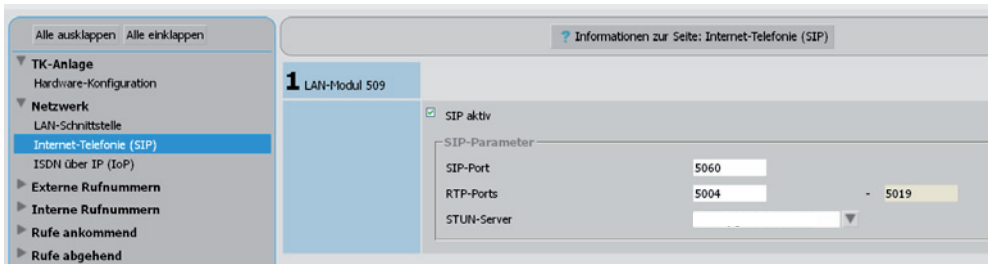 Alle ausklappen Alle einklappen
TK-Anlage
Hardware-Konfiguration
Netzwerk
LAN-Schnittstelle
Internet-Telefonie (SIP)
ISDN über IP (IoP)
Externe Rufnummern
Interne Rufnummern
Rufe ankommend
Rufe abgehend
? Informationen zur Seite: Internet-Telefonie (SIP)
1 LAN-Modul 509
SIP aktiv
SIP-Parameter
SIP-Port 5060
RTP-Ports 5004 - 5019
STUN-Server